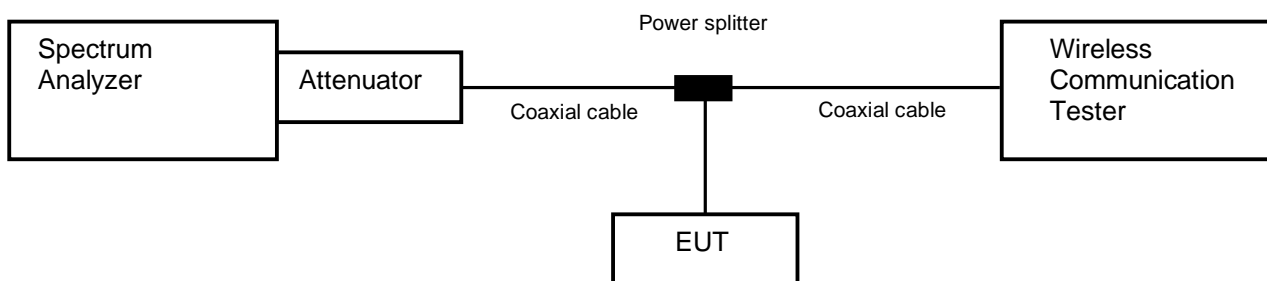 Power splitter
Spectrum
Analyzer
Attenuator
Coaxial cable
Coaxial cable
Wireless
Communication
Tester
EUT